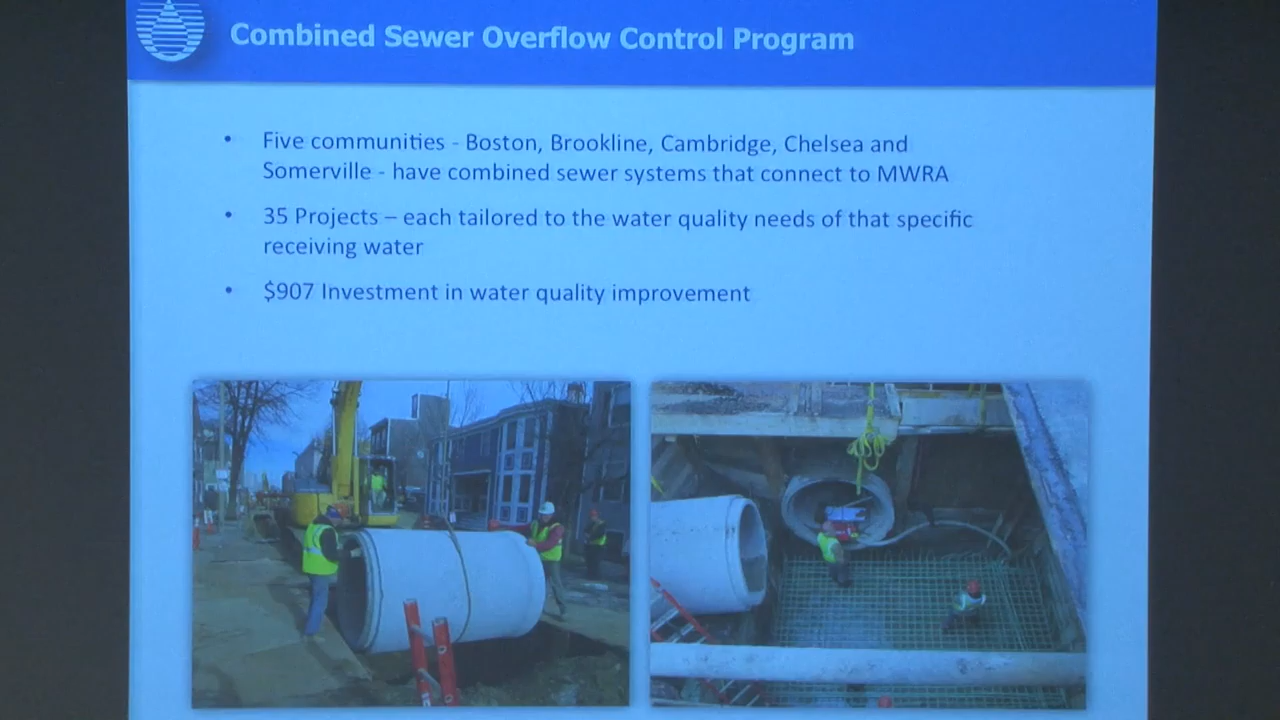 Combined Sewer Overflow Control Program
• Five communities - Boston, Brookline, Cambridge, Chelsea and
Somerville - have combined sewer systems that connect to MWRA
• 35 Projects – each tailored to the water quality needs of that specific
receiving water
• $907 Investment in water quality improvement